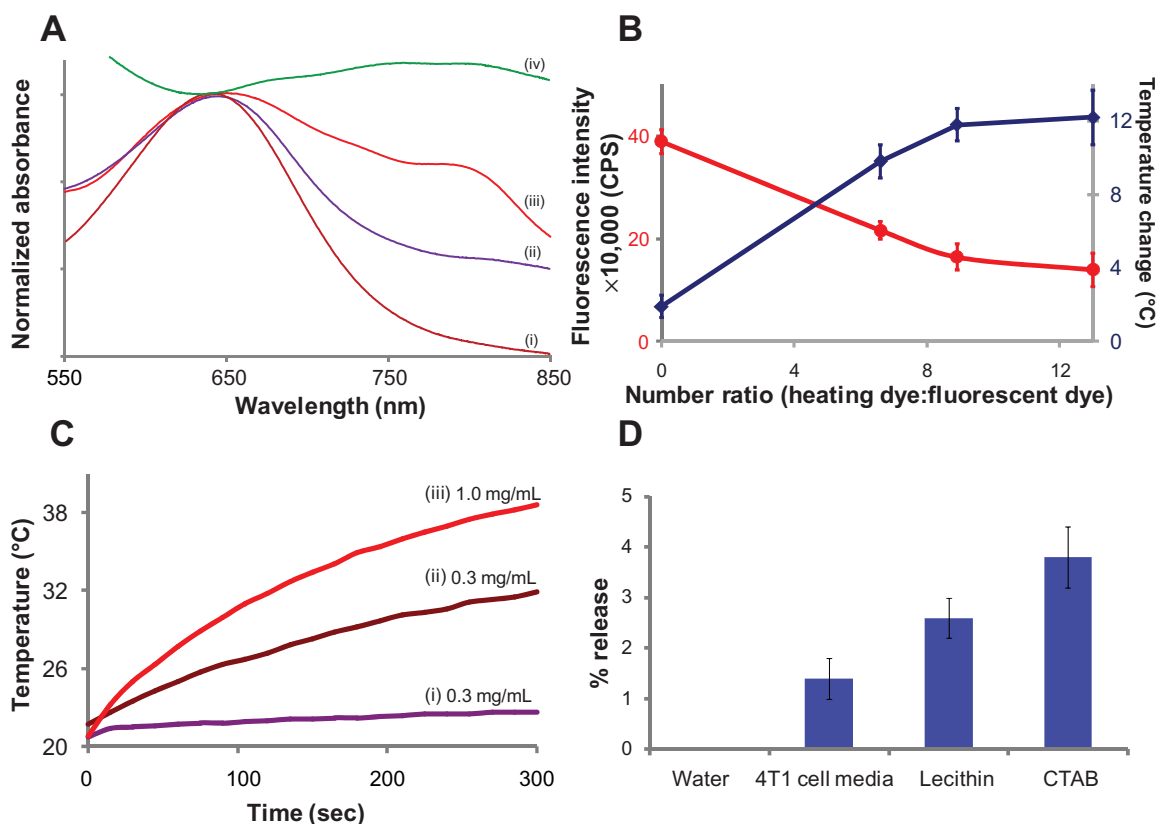 A
Normalized absorbance
(iv)
(iii)
(ii)
(i)
550
650
750
850
Wavelength (nm)
B
Fluorescence intensity
×10,000 (CPS)
40
20
0
12
8
4
0
Temperature change (°C)
0
4
8
12
Number ratio (heating dye:fluorescent dye)
C
Temperature (°C)
38
32
26
20
(iii) 1.0 mg/mL
(ii) 0.3 mg/mL
(i) 0.3 mg/mL
0
100
200
300
Time (sec)
D
% release
5
4
3
2
1
0
Water
4T1 cell media
Lecithin
CTAB